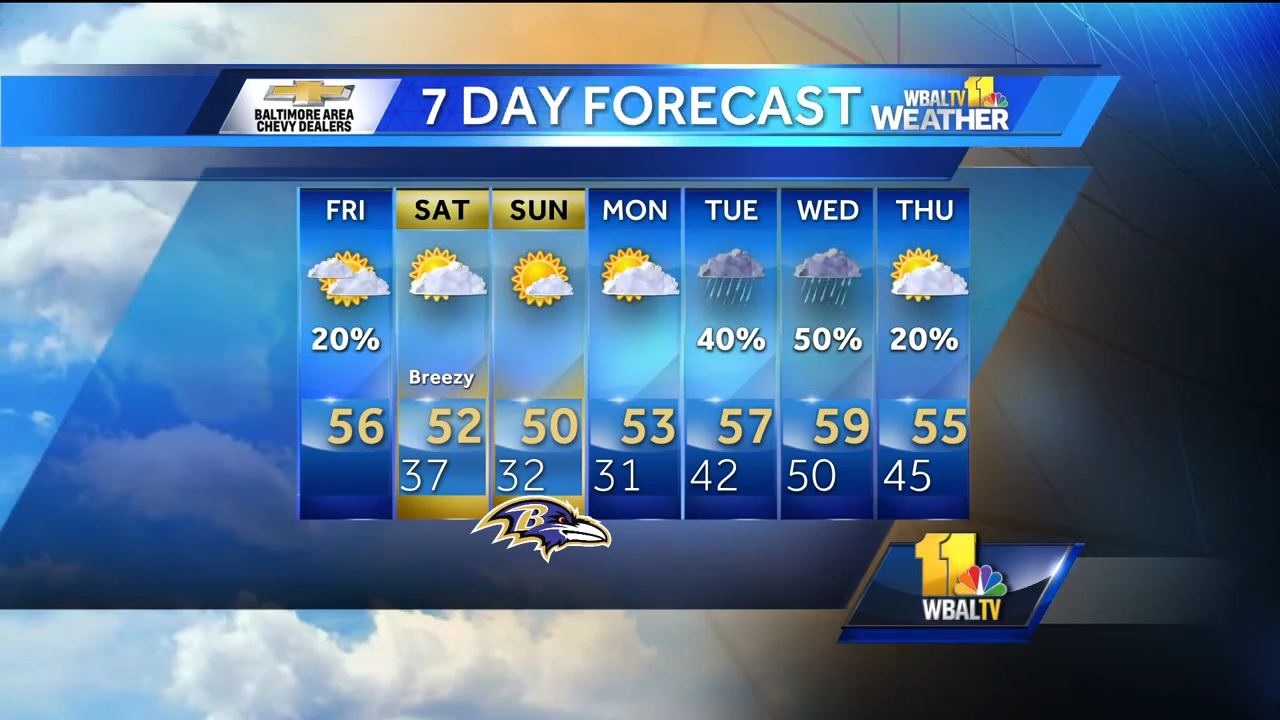 BALTIMORE AREA
CHEVY DEALERS
7 DAY FORECAST
WBALTV 11
WEATHER
FRI SAT SUN MON TUE WED THU
20% 40% 50% 20%
Breezy
56 52 50 53 57 59 55
37 32 31 42 50 45
B
11
WBALTV